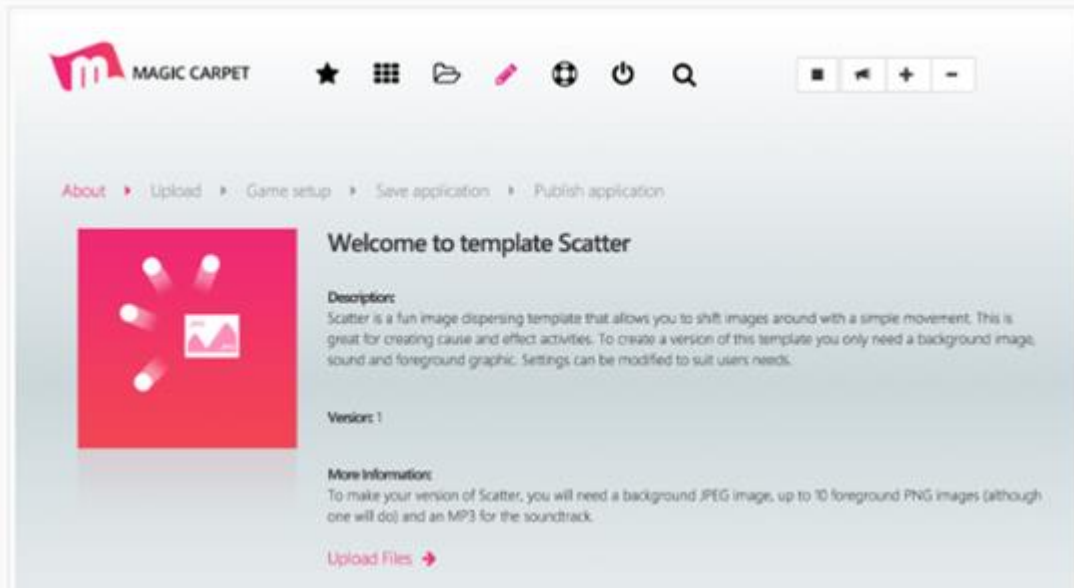 MAGIC CARPET
About Upload Game setup Save application Publish application
Welcome to template Scatter
Description:
Scatter is a fun image dispersing template that allows you to shift images around with a simple movement. This is
great for creating cause and effect activities. To create a version of this template you only need a background image,
sound and foreground graphic. Settings can be modified to suit users needs.
Version: 1
More Information:
To make your version of Scatter, you will need a background JPEG image, up to 10 foreground PNG images (although
one will do) and an MP3 for the soundtrack.
Upload Files